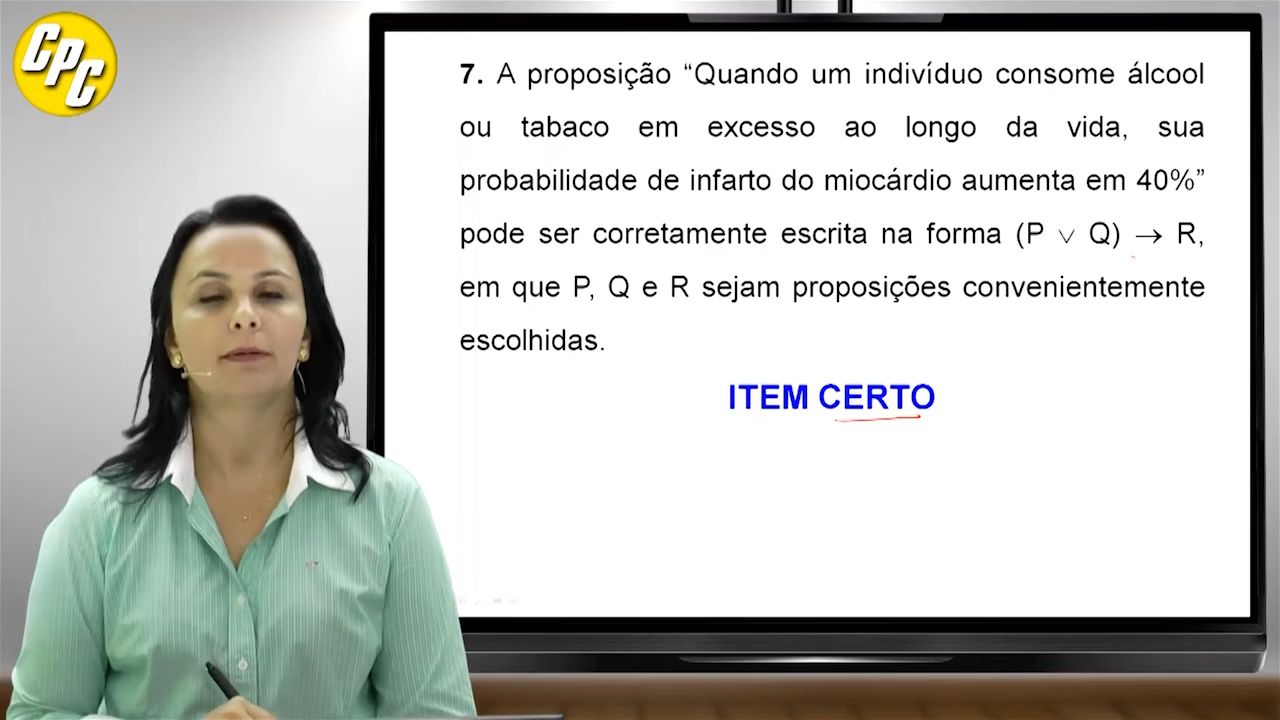 CPC
7. A proposição “Quando um indivíduo consome álcool
ou tabaco em excesso ao longo da vida, sua
probabilidade de infarto do miocárdio aumenta em 40%”
pode ser corretamente escrita na forma (P ∨ Q) → R,
em que P, Q e R sejam proposições convenientemente
escolhidas.
ITEM CERTO